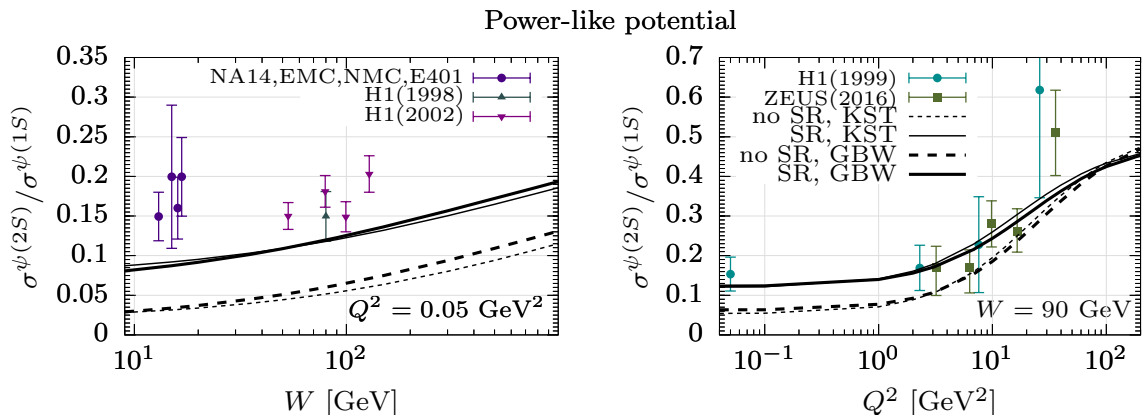 Power-like potential
σ^ψ(2S)/σ^ψ(1S)
0.35
0.3
0.25
0.2
0.15
0.1
0.05
0
NA14,EMC,NMC,E401
H1(1998)
H1(2002)
Q² = 0.05 GeV²
10¹
10²
W [GeV]
σ^ψ(2S)/σ^ψ(1S)
0.7
0.6
0.5
0.4
0.3
0.2
0.1
0
H1(1999)
ZEUS(2016)
no SR, KST
SR, KST
no SR, GBW
SR, GBW
W = 90 GeV
10⁻¹
10⁰
10¹
10²
Q² [GeV²]